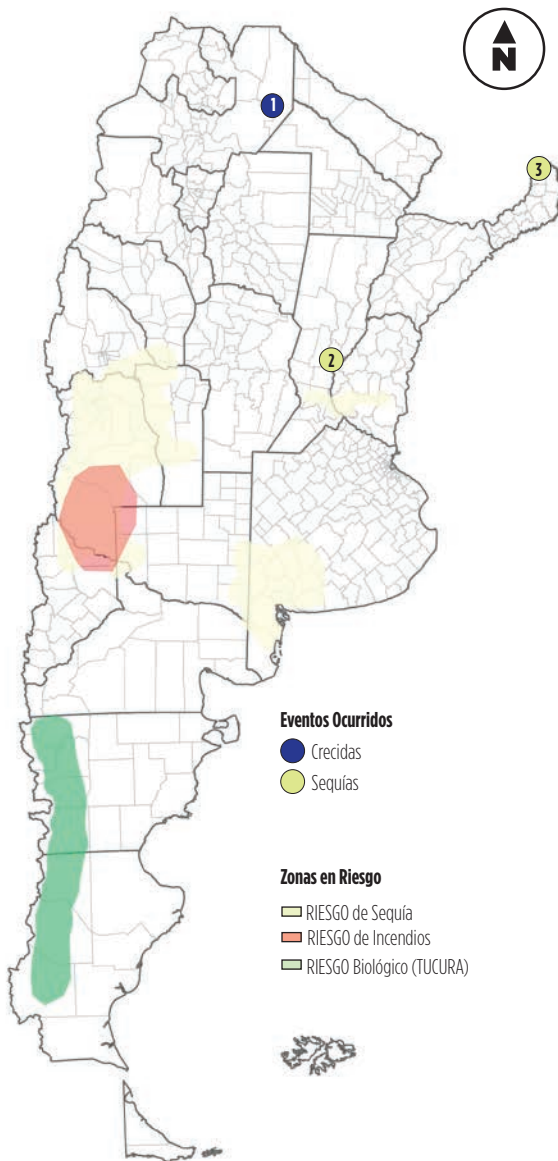 N
1
3
2
Eventos Ocurridos
Crecidas
Sequías
Zonas en Riesgo
RIESGO de Sequía
RIESGO de Incendios
RIESGO Biológico (TUCURA)